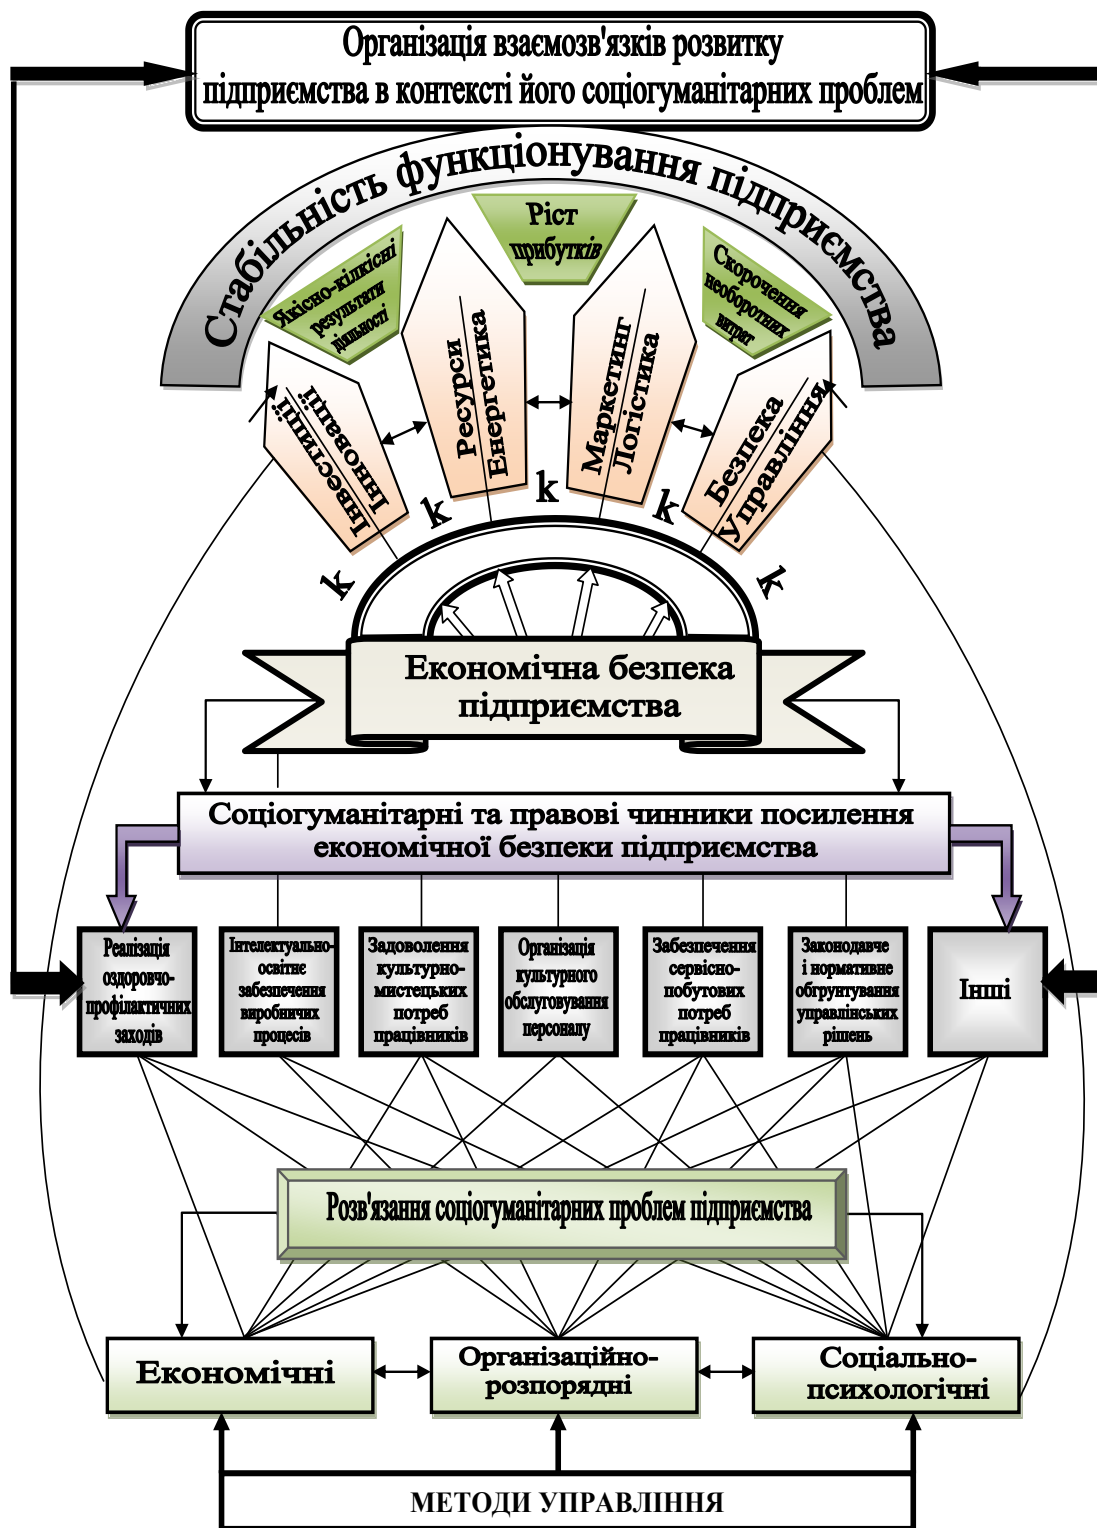 Організація взаємозв'язків розвитку
підприємства в контексті його соціогуманітарних проблем
Стабільність функціонування підприємства
Якісно-кілкісні
результати
діяльності
Ріст
прибутків
Скорочення
необоротних
витрат
Інвестиції
Інновації
Ресурси
Енергетика
Маркетинг
Логістика
Безпека
Управління
k
k
k
k
k
Економічна безпека
підприємства
Соціогуманітарні та правові чинники посилення
економічної безпеки підприємства
Реалізація
оздоровчо-
профілактичних
заходів
Інтелектуально-
освітнє
забезпечення
виробничих
процесів
Задоволення
культурно-
мистецьких
потреб
працівників
Організація
культурного
обслуговування
персоналу
Забезпечення
сервісно-
побутових
потреб
працівників
Законодавче
і нормативне
обгрунтування
управлінських
рішень
Інші
Розв'язання соціогуманітарних проблем підприємства
Економічні
Організаційно-
розпорядні
Соціально-
психологічні
МЕТОДИ УПРАВЛІННЯ